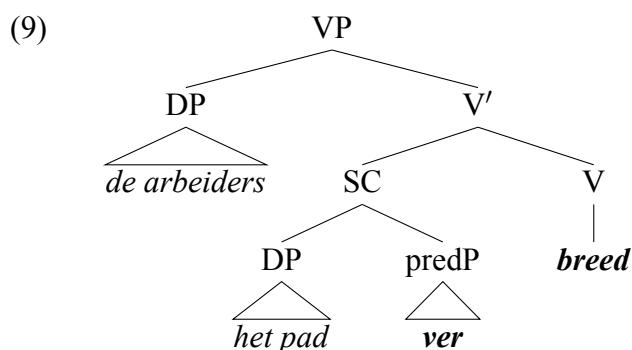 (9) VP
DP V′
de arbeiders SC V
DP predP breed
het pad ver